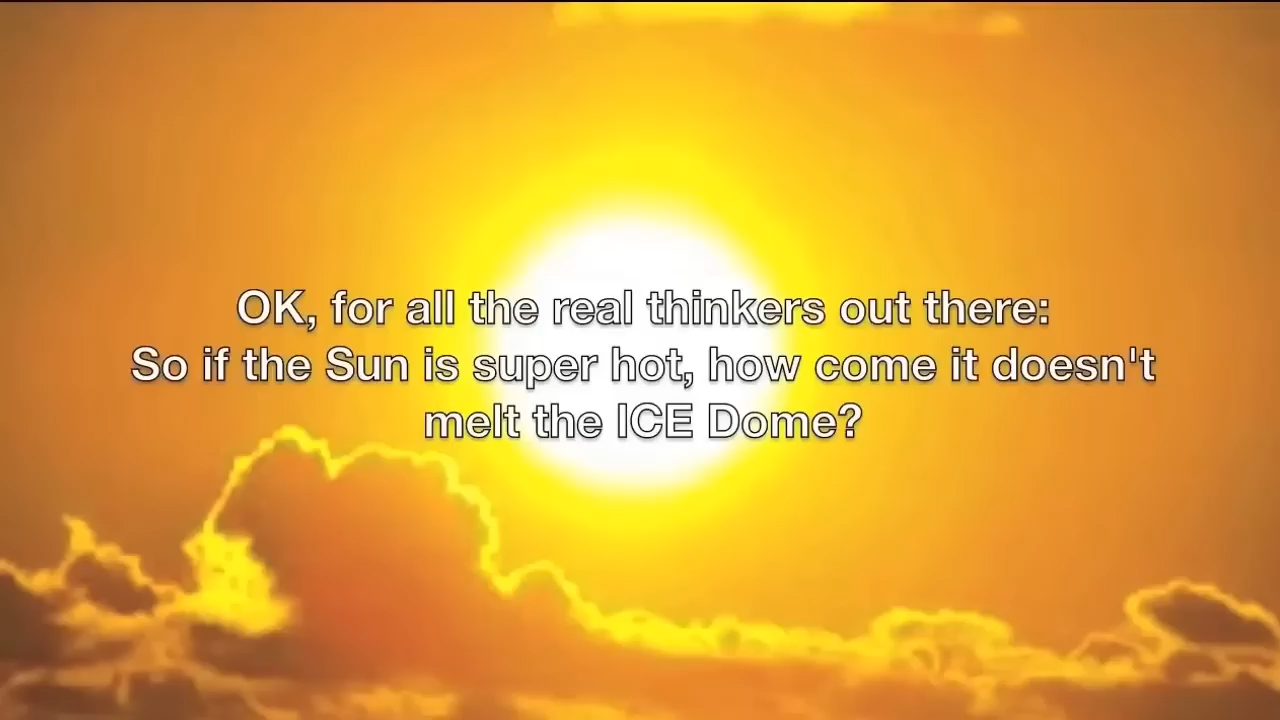 OK, for all the real thinkers out there:
So if the Sun is super hot, how come it doesn't
melt the ICE Dome?